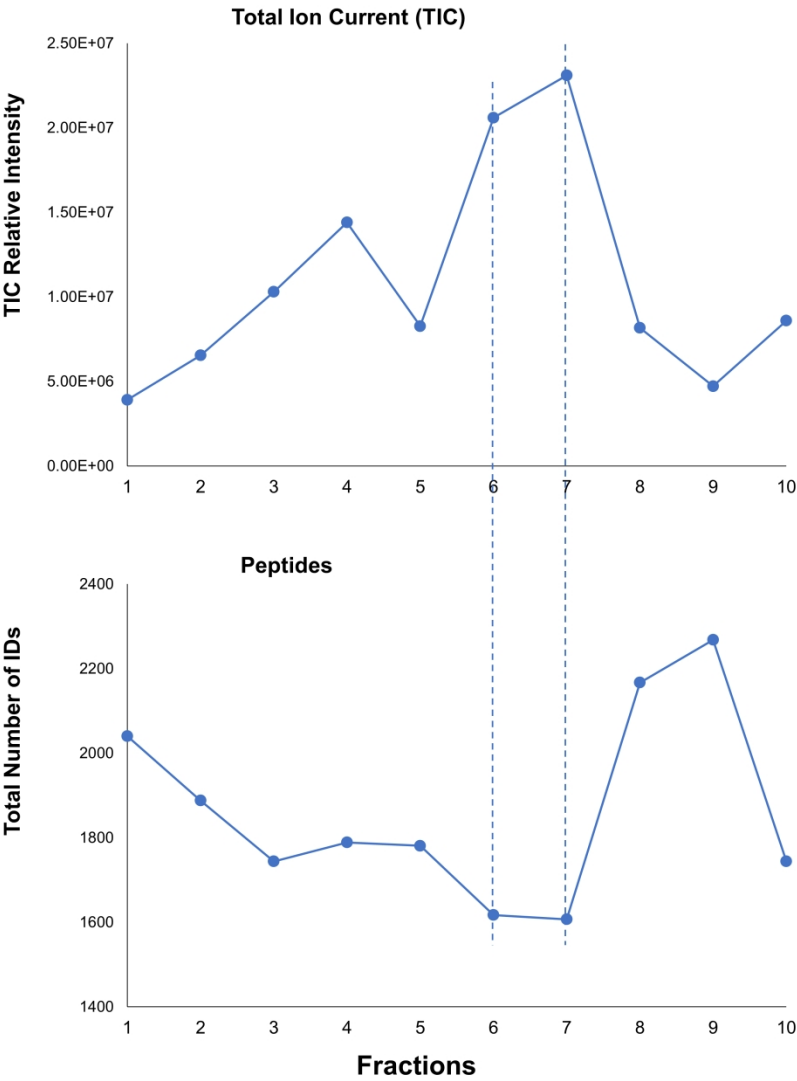 Total Ion Current (TIC)
TIC Relative Intensity
2.50E+07
2.00E+07
1.50E+07
1.00E+07
5.00E+06
0.00E+00
1 2 3 4 5 6 7 8 9 10
Peptides
Total Number of IDs
2400
2200
2000
1800
1600
1400
1 2 3 4 5 6 7 8 9 10
Fractions